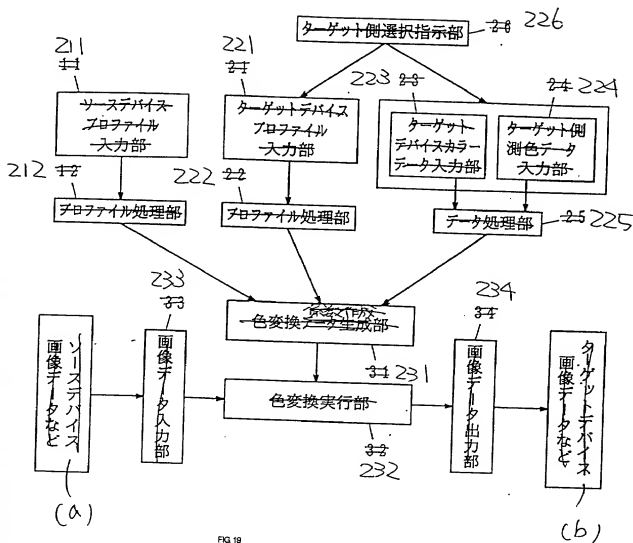 226
ターゲット側選択指示部
26
211
11
ソースデバイス
プロファイル
入力部
221
21
ターゲットデバイス
プロファイル
入力部
223
23
ターゲット
デバイスカラー
データ入力部
24
224
ターゲット側
測色データ
入力部
212
12
プロファイル処理部
222
22
プロファイル処理部
データ処理部
25
225
233
33
234
34
色変換データ生成部
31
231
ソースデバイス
画像データなど
画像データ入力部
色変換実行部
32
232
画像データ出力部
ターゲットデバイス
画像データなど
(a)
(b)
FIG.19